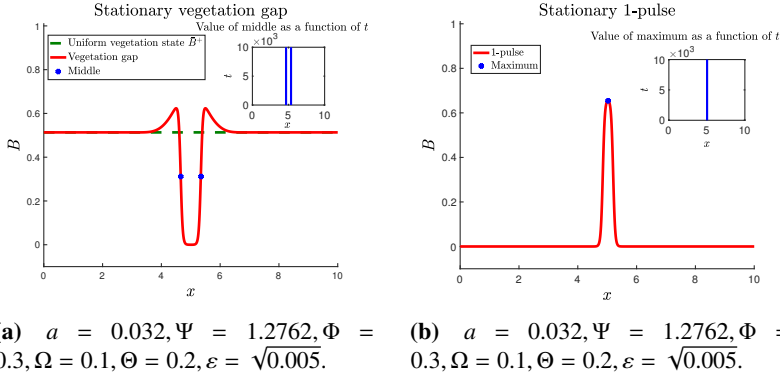 Stationary vegetation gap
Value of middle as a function of t
Uniform vegetation state B̄⁺
Vegetation gap
Middle
×10³
10
5
0
t
0 5 10
x
1
0.8
0.6
0.4
0.2
0
B
0 2 4 6 8 10
x
Stationary 1-pulse
Value of maximum as a function of t
1-pulse
Maximum
×10³
10
5
0
t
0 5 10
x
1
0.8
0.6
0.4
0.2
0
B
0 2 4 6 8 10
x
(a) a = 0.032, Ψ = 1.2762, Φ =
0.3, Ω = 0.1, Θ = 0.2, ε = √0.005.
(b) a = 0.032, Ψ = 1.2762, Φ =
0.3, Ω = 0.1, Θ = 0.2, ε = √0.005.